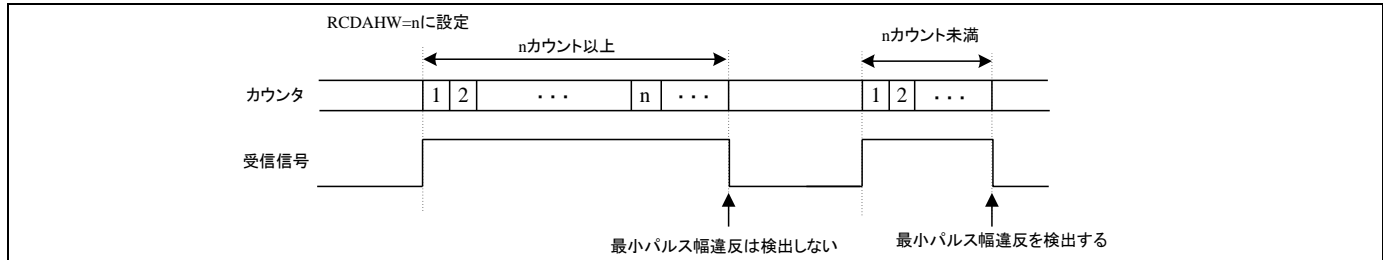 RCDAHW=nに設定
nカウント以上
nカウント未満
カウンタ
1 2 ・・・ n ・・・
1 2 ・・・
受信信号
最小パルス幅違反は検出しない
最小パルス幅違反を検出する